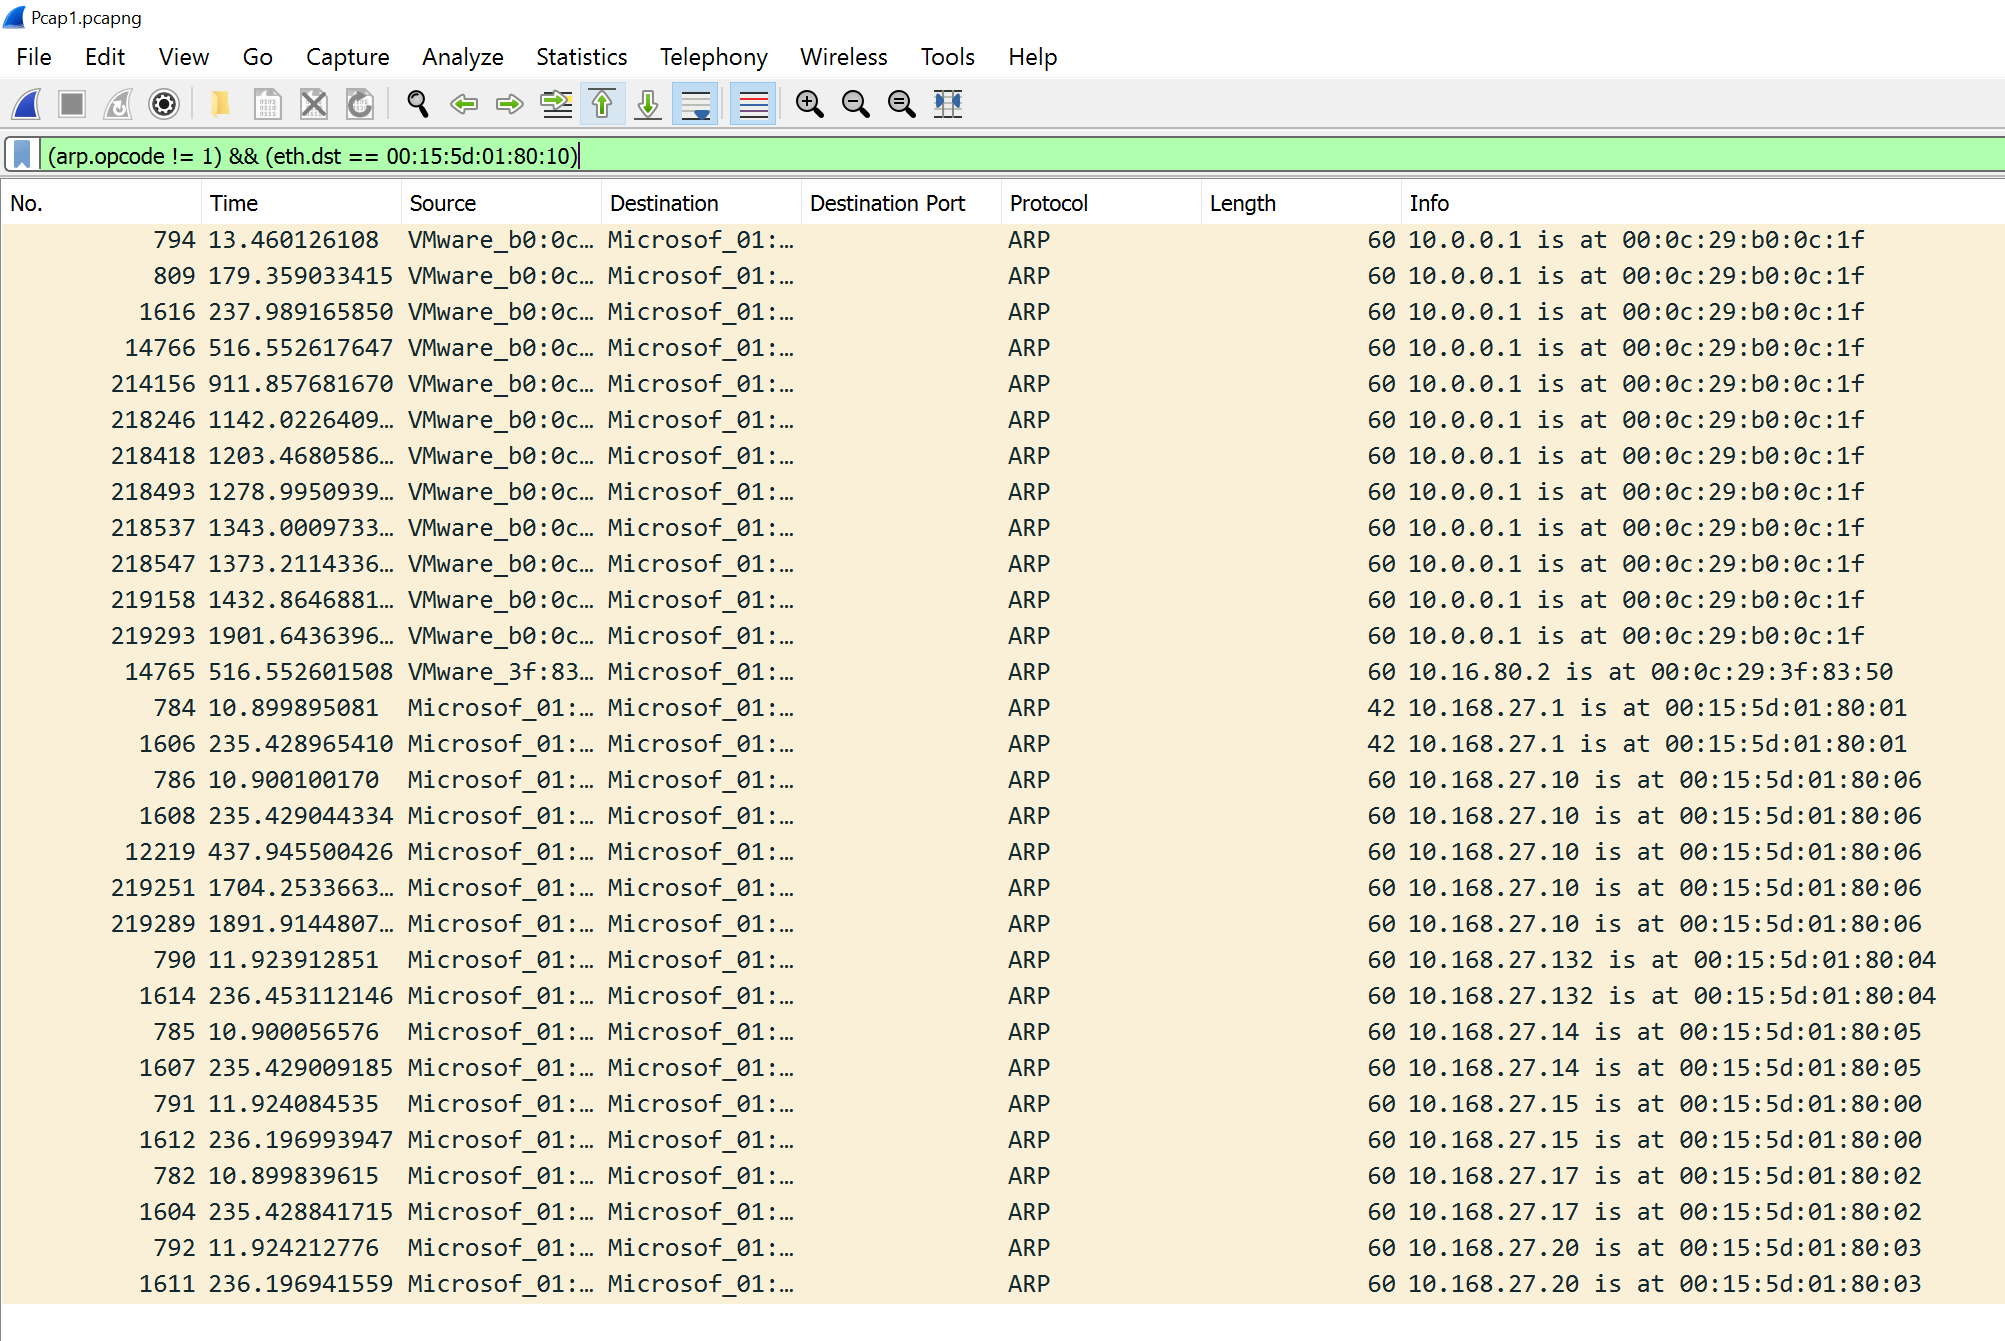 Pcap1.pcapng
File Edit View Go Capture Analyze Statistics Telephony Wireless Tools Help
(arp.opcode != 1) && (eth.dst == 00:15:5d:01:80:10)
No. Time Source Destination Destination Port Protocol Length Info
794 13.460126108 VMware_b0:0c… Microsof_01:… ARP 60 10.0.0.1 is at 00:0c:29:b0:0c:1f
809 179.359033415 VMware_b0:0c… Microsof_01:… ARP 60 10.0.0.1 is at 00:0c:29:b0:0c:1f
1616 237.989165850 VMware_b0:0c… Microsof_01:… ARP 60 10.0.0.1 is at 00:0c:29:b0:0c:1f
14766 516.552617647 VMware_b0:0c… Microsof_01:… ARP 60 10.0.0.1 is at 00:0c:29:b0:0c:1f
214156 911.857681670 VMware_b0:0c… Microsof_01:… ARP 60 10.0.0.1 is at 00:0c:29:b0:0c:1f
218246 1142.0226409… VMware_b0:0c… Microsof_01:… ARP 60 10.0.0.1 is at 00:0c:29:b0:0c:1f
218418 1203.4680586… VMware_b0:0c… Microsof_01:… ARP 60 10.0.0.1 is at 00:0c:29:b0:0c:1f
218493 1278.9950939… VMware_b0:0c… Microsof_01:… ARP 60 10.0.0.1 is at 00:0c:29:b0:0c:1f
218537 1343.0009733… VMware_b0:0c… Microsof_01:… ARP 60 10.0.0.1 is at 00:0c:29:b0:0c:1f
218547 1373.2114336… VMware_b0:0c… Microsof_01:… ARP 60 10.0.0.1 is at 00:0c:29:b0:0c:1f
219158 1432.8646881… VMware_b0:0c… Microsof_01:… ARP 60 10.0.0.1 is at 00:0c:29:b0:0c:1f
219293 1901.6436396… VMware_b0:0c… Microsof_01:… ARP 60 10.0.0.1 is at 00:0c:29:b0:0c:1f
14765 516.552601508 VMware_3f:83… Microsof_01:… ARP 60 10.16.80.2 is at 00:0c:29:3f:83:50
784 10.899895081 Microsof_01:… Microsof_01:… ARP 42 10.168.27.1 is at 00:15:5d:01:80:01
1606 235.428965410 Microsof_01:… Microsof_01:… ARP 42 10.168.27.1 is at 00:15:5d:01:80:01
786 10.900100170 Microsof_01:… Microsof_01:… ARP 60 10.168.27.10 is at 00:15:5d:01:80:06
1608 235.429044334 Microsof_01:… Microsof_01:… ARP 60 10.168.27.10 is at 00:15:5d:01:80:06
12219 437.945500426 Microsof_01:… Microsof_01:… ARP 60 10.168.27.10 is at 00:15:5d:01:80:06
219251 1704.2533663… Microsof_01:… Microsof_01:… ARP 60 10.168.27.10 is at 00:15:5d:01:80:06
219289 1891.9144807… Microsof_01:… Microsof_01:… ARP 60 10.168.27.10 is at 00:15:5d:01:80:06
790 11.923912851 Microsof_01:… Microsof_01:… ARP 60 10.168.27.132 is at 00:15:5d:01:80:04
1614 236.453112146 Microsof_01:… Microsof_01:… ARP 60 10.168.27.132 is at 00:15:5d:01:80:04
785 10.900056576 Microsof_01:… Microsof_01:… ARP 60 10.168.27.14 is at 00:15:5d:01:80:05
1607 235.429009185 Microsof_01:… Microsof_01:… ARP 60 10.168.27.14 is at 00:15:5d:01:80:05
791 11.924084535 Microsof_01:… Microsof_01:… ARP 60 10.168.27.15 is at 00:15:5d:01:80:00
1612 236.196993947 Microsof_01:… Microsof_01:… ARP 60 10.168.27.15 is at 00:15:5d:01:80:00
782 10.899839615 Microsof_01:… Microsof_01:… ARP 60 10.168.27.17 is at 00:15:5d:01:80:02
1604 235.428841715 Microsof_01:… Microsof_01:… ARP 60 10.168.27.17 is at 00:15:5d:01:80:02
792 11.924212776 Microsof_01:… Microsof_01:… ARP 60 10.168.27.20 is at 00:15:5d:01:80:03
1611 236.196941559 Microsof_01:… Microsof_01:… ARP 60 10.168.27.20 is at 00:15:5d:01:80:03